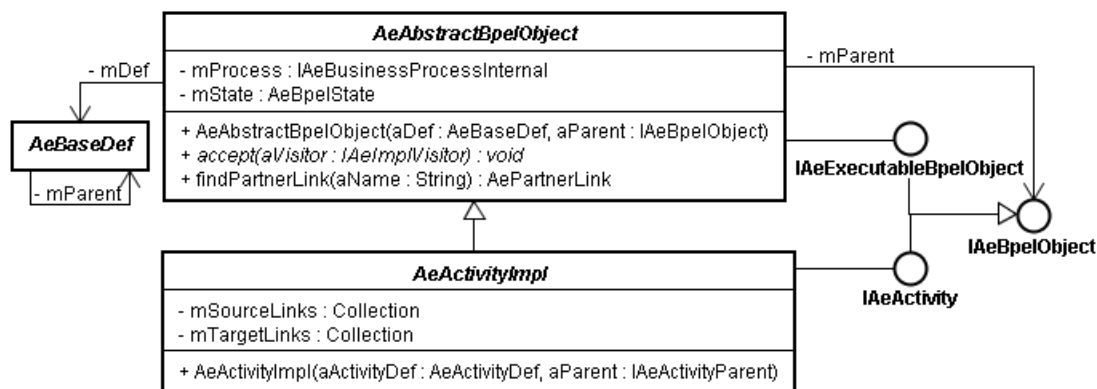 AeAbstractBpelObject
- mProcess : IAeBusinessProcessInternal
- mState : AeBpelState
+ AeAbstractBpelObject(aDef : AeBaseDef, aParent : IAeBpelObject)
+ accept(aVisitor : IAeImplVisitor) : void
+ findPartnerLink(aName : String) : AePartnerLink
- mDef
AeBaseDef
- mParent
- mParent
IAeExecutableBpelObject
IAeBpelObject
IAeActivity
AeActivityImpl
- mSourceLinks : Collection
- mTargetLinks : Collection
+ AeActivityImpl(aActivityDef : AeActivityDef, aParent : IAeActivityParent)